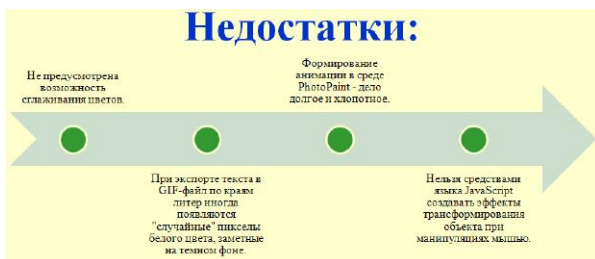 Недостатки:
Не предусмотрена
возможность
сглаживания цветов.
При экспорте текста в
GIF-файл по краям
литер иногда
появляются
"случайные" пикселы
белого цвета, заметные
на темном фоне.
Формирование
анимации в среде
PhotoPaint - дело
долгое и хлопотное.
Нельзя средствами
языка JavaScript
создавать эффекты
трансформирования
объекта при
манипуляциях мышью.